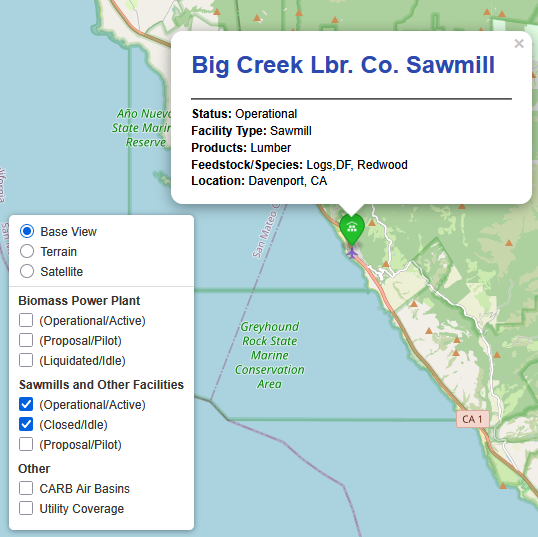 ×
Big Creek Lbr. Co. Sawmill
Status: Operational
Facility Type: Sawmill
Products: Lumber
Feedstock/Species: Logs,DF, Redwood
Location: Davenport, CA
Año Nuevo
State Marine
Reserve
San Mateo
Base View
Terrain
Satellite
Biomass Power Plant
(Operational/Active)
(Proposal/Pilot)
(Liquidated/Idle)
Sawmills and Other Facilities
(Operational/Active)
(Closed/Idle)
(Proposal/Pilot)
Other
CARB Air Basins
Utility Coverage
Greyhound
Rock State
Marine
Conservation
Area
CA 1